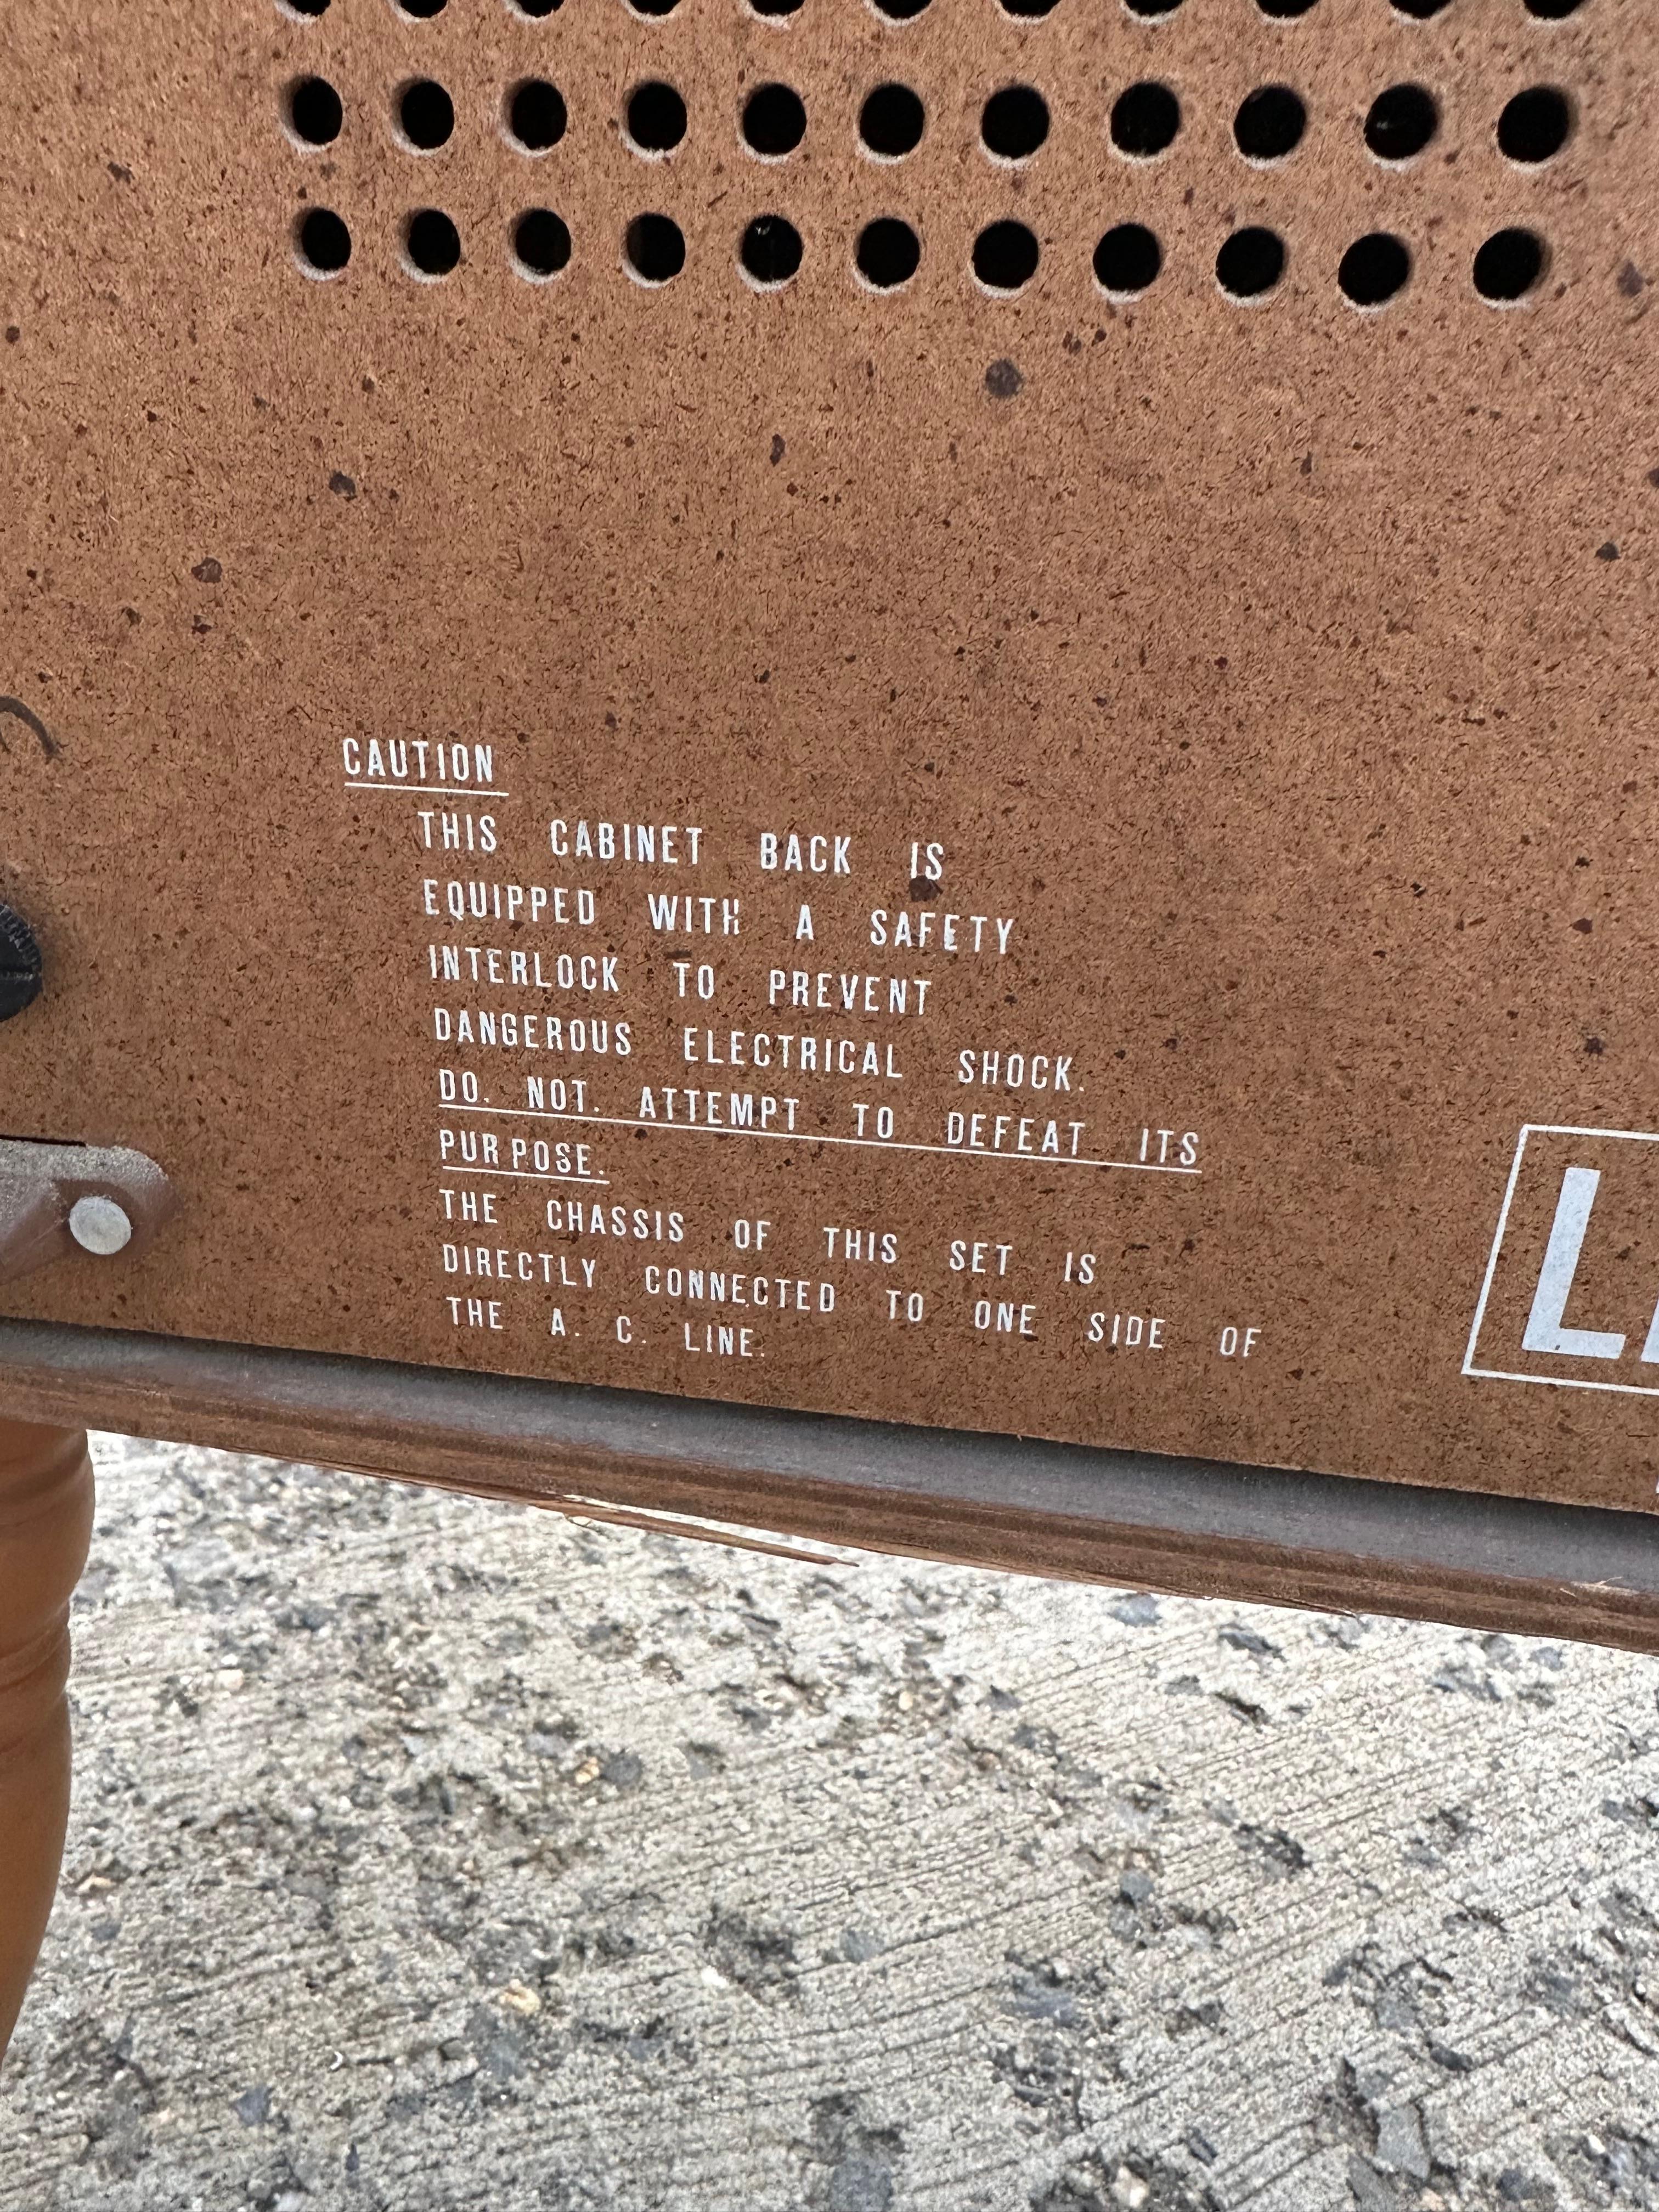 CAUTION
THIS CABINET BACK IS
EQUIPPED WITH A SAFETY
INTERLOCK TO PREVENT
DANGEROUS ELECTRICAL SHOCK.
DO. NOT. ATTEMPT TO DEFEAT ITS
PURPOSE.
THE CHASSIS OF THIS SET IS
DIRECTLY CONNECTED TO ONE SIDE OF
THE A. C. LINE.